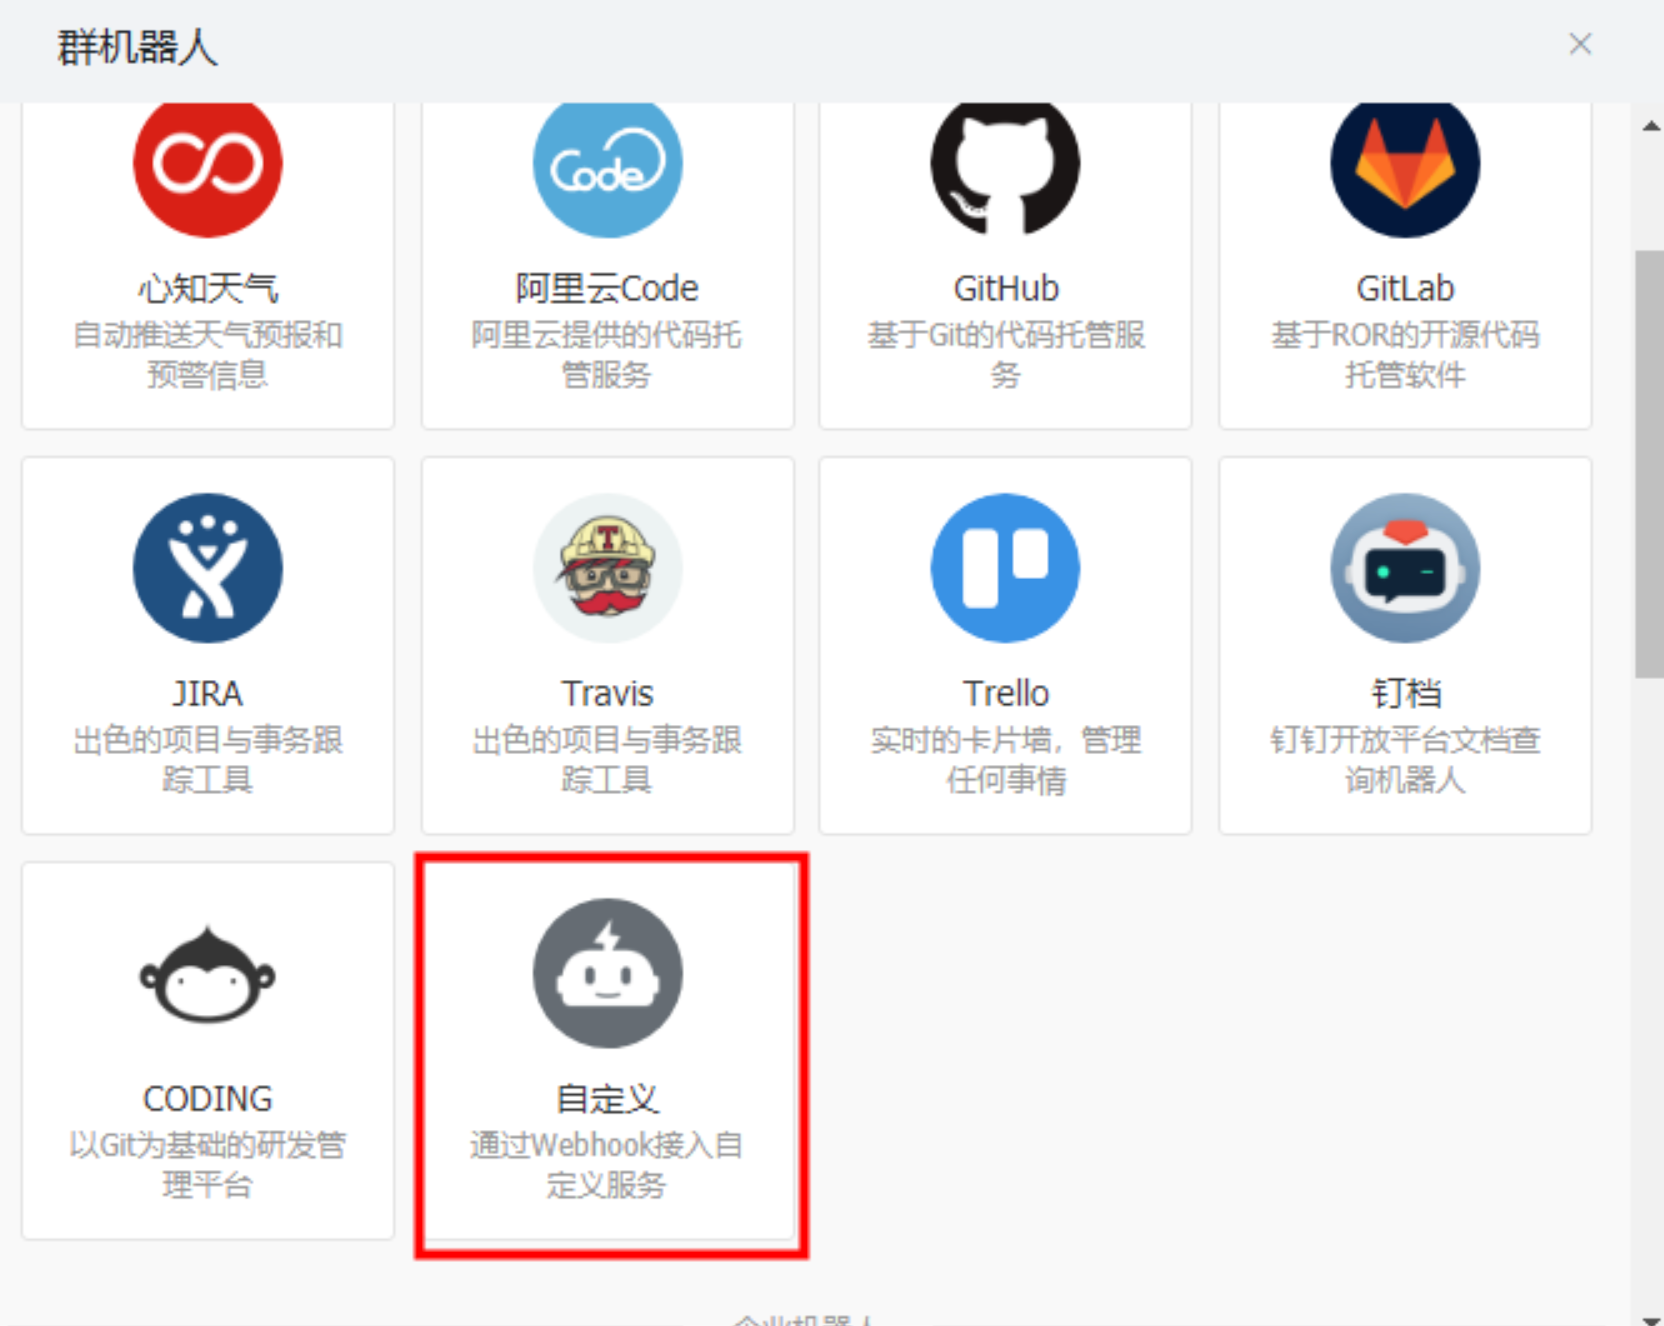 群机器人
Code
心知天气
自动推送天气预报和
预警信息
阿里云Code
阿里云提供的代码托
管服务
GitHub
基于Git的代码托管服
务
GitLab
基于ROR的开源代码
托管软件
T
JIRA
出色的项目与事务跟
踪工具
Travis
出色的项目与事务跟
踪工具
Trello
实时的卡片墙，管理
任何事情
钉档
钉钉开放平台文档查
询机器人
CODING
以Git为基础的研发管
理平台
自定义
通过Webhook接入自
定义服务
企业机器人